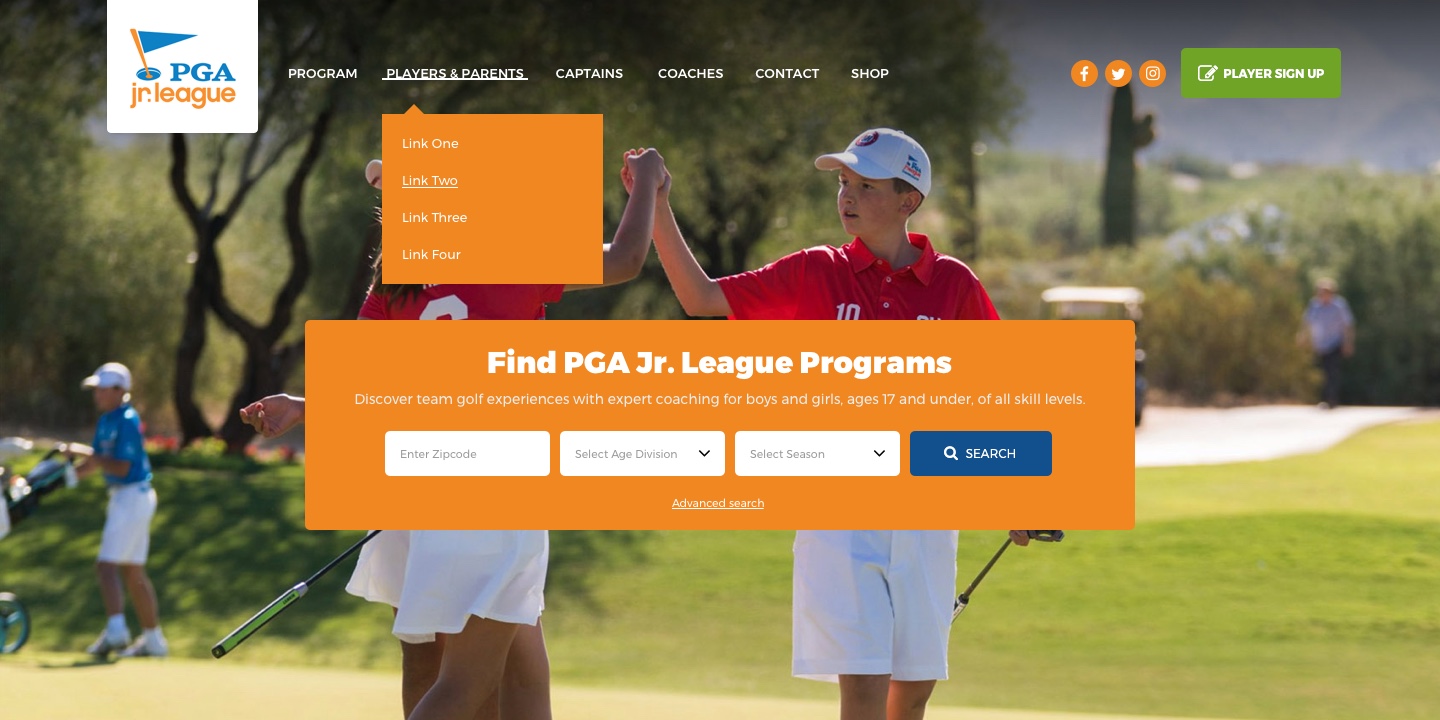 PGA
jr.league
PROGRAM
PLAYERS & PARENTS
CAPTAINS
COACHES
CONTACT
SHOP
PLAYER SIGN UP
Link One
Link Two
Link Three
Link Four
10
Find PGA Jr. League Programs
Discover team golf experiences with expert coaching for boys and girls, ages 17 and under, of all skill levels.
Enter Zipcode
Select Age Division
Select Season
SEARCH
Advanced search